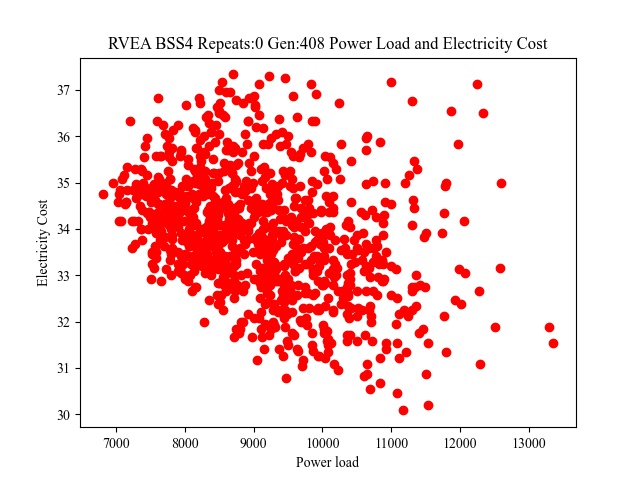 RVEA BSS4 Repeats:0 Gen:408 Power Load and Electricity Cost
37
36
35
34
33
32
31
30
Electricity Cost
7000 8000 9000 10000 11000 12000 13000
Power load